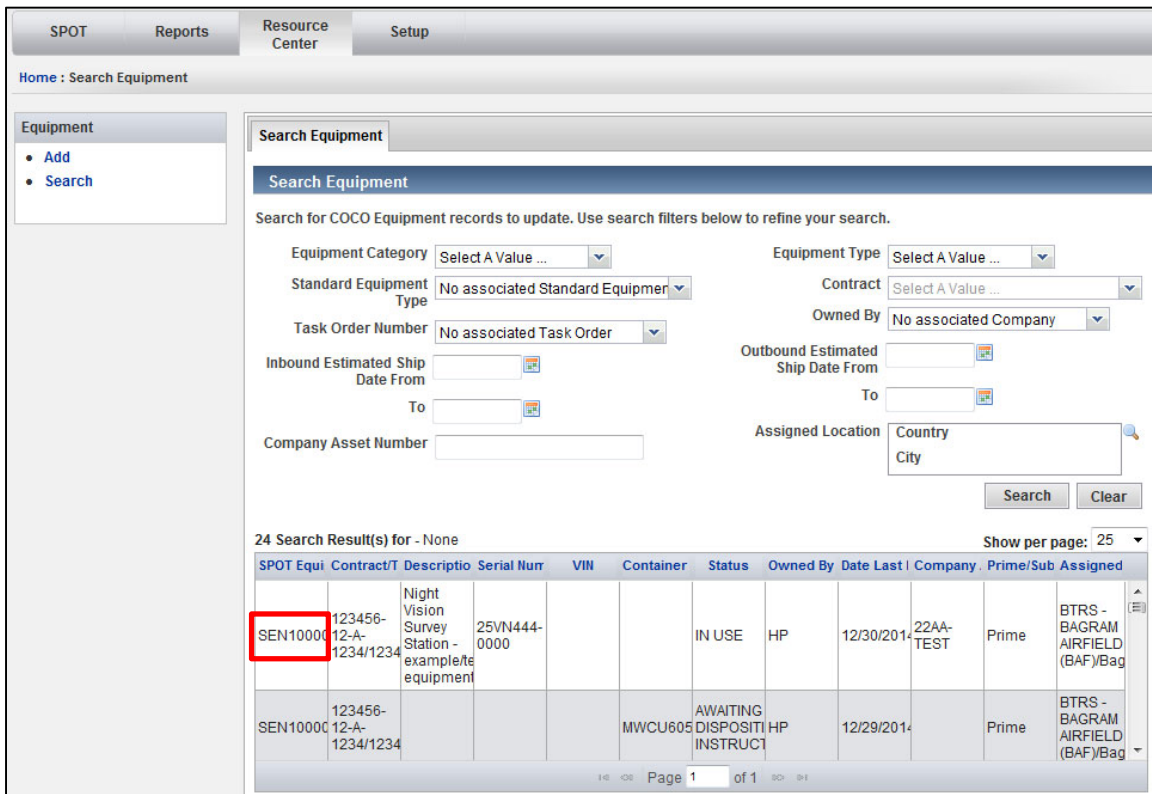 SPOT Reports Resource Center Setup
Home : Search Equipment
Equipment
Add
Search
Search Equipment
Search Equipment
Search for COCO Equipment records to update. Use search filters below to refine your search.
Equipment Category Select A Value ... Equipment Type Select A Value ...
Standard Equipment Type No associated Standard Equipmen Contract Select A Value ...
Task Order Number No associated Task Order Owned By No associated Company
Inbound Estimated Ship Date From Outbound Estimated Ship Date From
To To
Company Asset Number Assigned Location Country
City
Search Clear
24 Search Result(s) for - None Show per page: 25
SPOT Equi Contract/T Descriptio Serial Num VIN Container Status Owned By Date Last Company Prime/Sub Assigned
SEN10000 123456-12-A-1234/1234 Night Vision Survey Station - example/te equipment 25VN444-0000 IN USE HP 12/30/2014 22AA-TEST Prime BTRS - BAGRAM AIRFIELD (BAF)/Bag
SEN10000 123456-12-A-1234/1234 MWCU605 AWAITING DISPOSITI INSTRUCT HP 12/29/2014 Prime BTRS - BAGRAM AIRFIELD (BAF)/Bag
Page 1 of 1